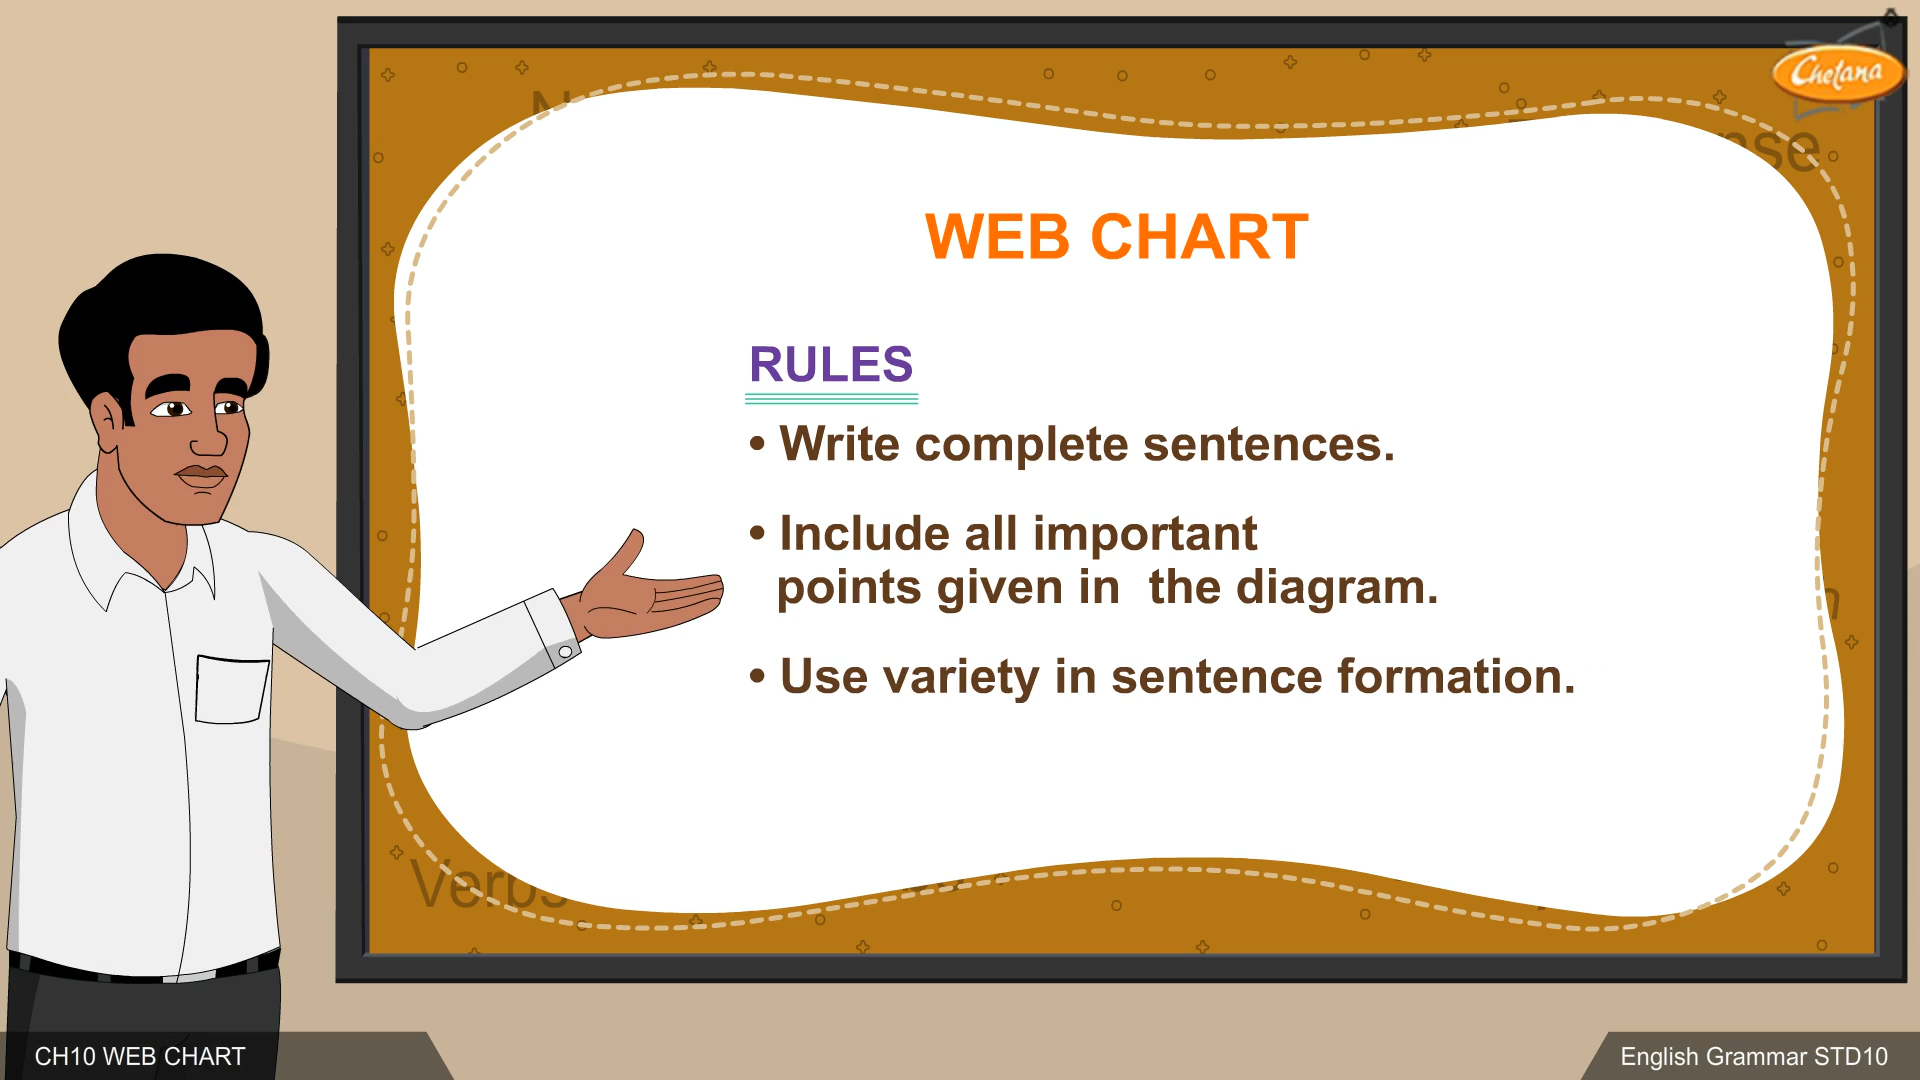 Chetana
WEB CHART
RULES
• Write complete sentences.
• Include all important
points given in the diagram.
• Use variety in sentence formation.
Verbs
CH10 WEB CHART
English Grammar STD10